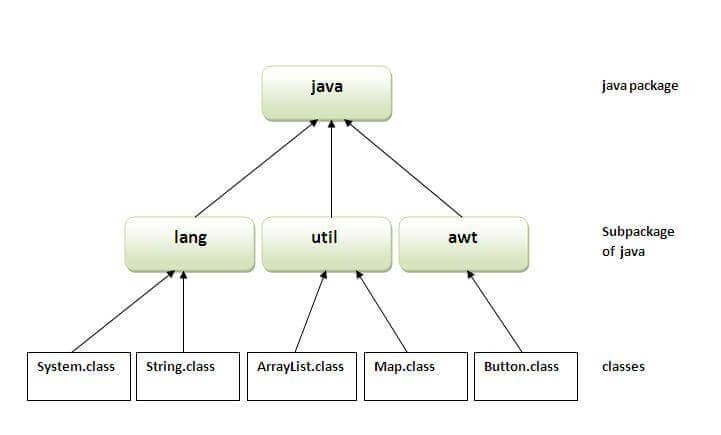 java
java package
lang
util
awt
Subpackage
of java
System.class
String.class
ArrayList.class
Map.class
Button.class
classes